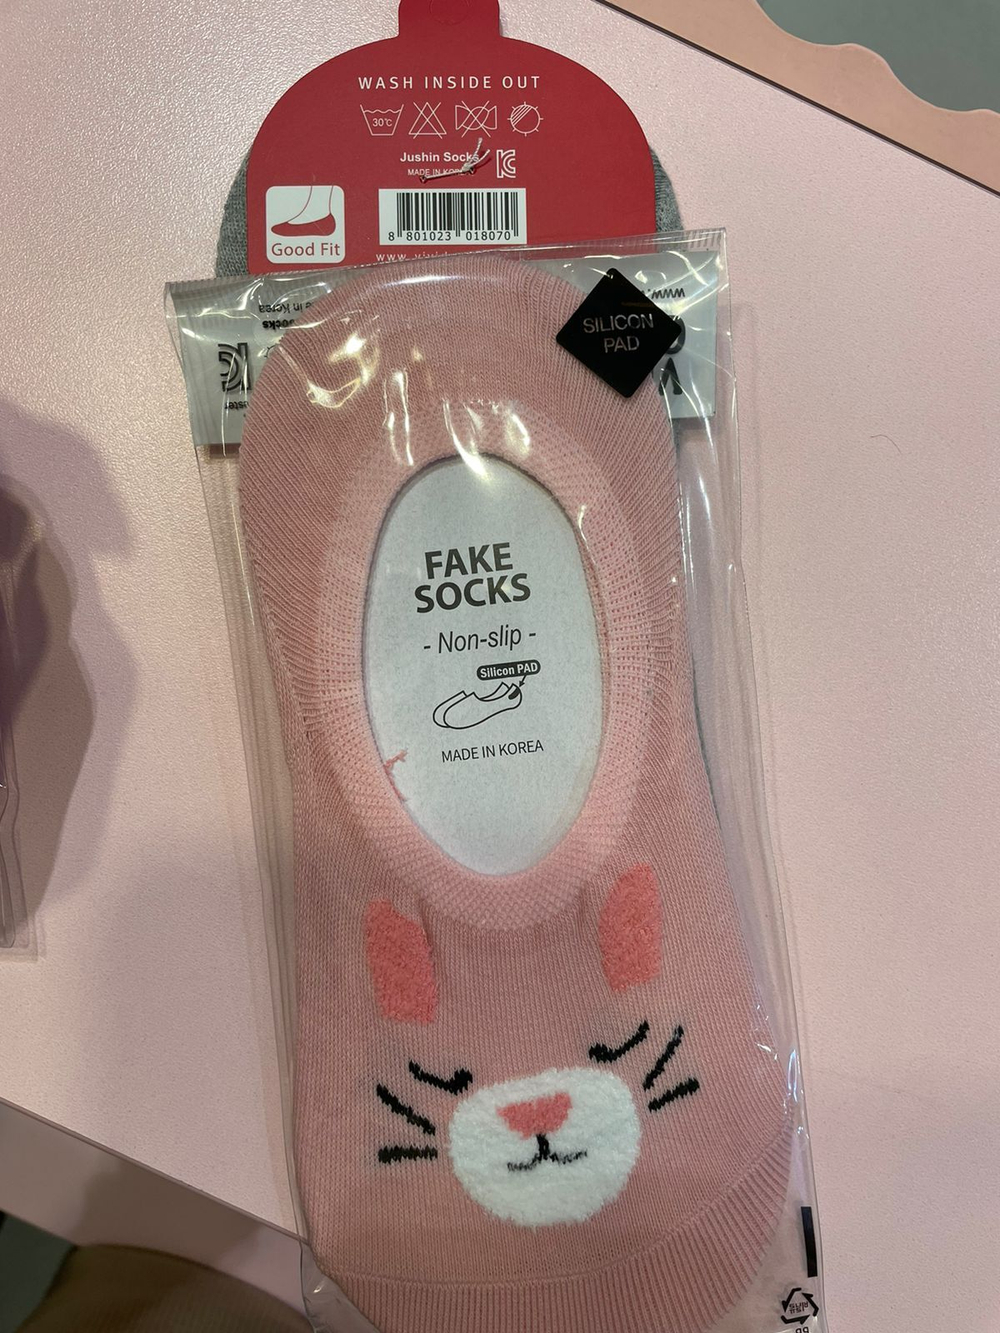 WASH INSIDE OUT
30℃
Jushin Socks
MADE IN KOREA
Good Fit
8 801023 018070
SILICON
PAD
FAKE
SOCKS
- Non-slip -
Silicon PAD
MADE IN KOREA